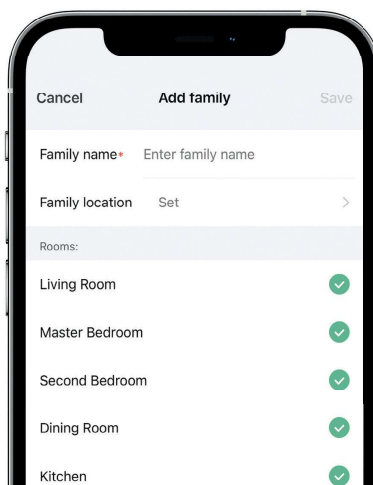 Cancel Add family Save
Family name* Enter family name
Family location Set
Rooms:
Living Room
Master Bedroom
Second Bedroom
Dining Room
Kitchen